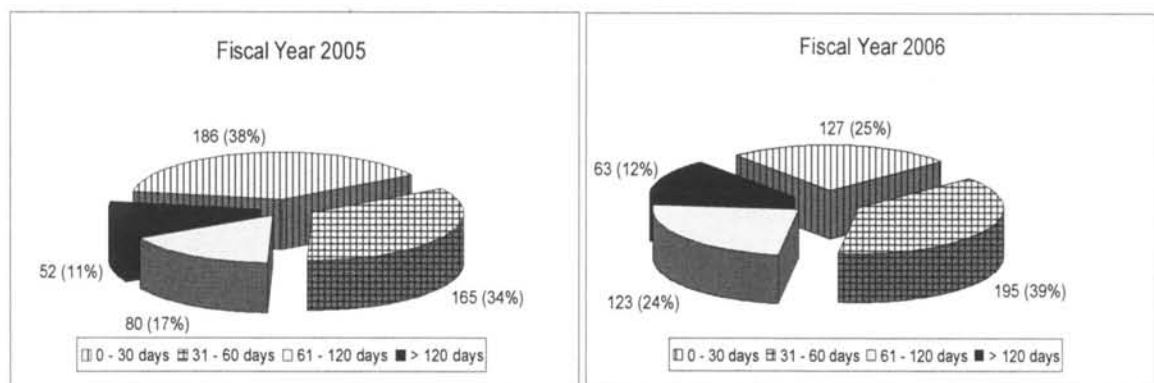 Fiscal Year 2005
186 (38%)
52 (11%)
165 (34%)
80 (17%)
0 - 30 days 31 - 60 days 61 - 120 days > 120 days
Fiscal Year 2006
127 (25%)
63 (12%)
195 (39%)
123 (24%)
0 - 30 days 31 - 60 days 61 - 120 days > 120 days